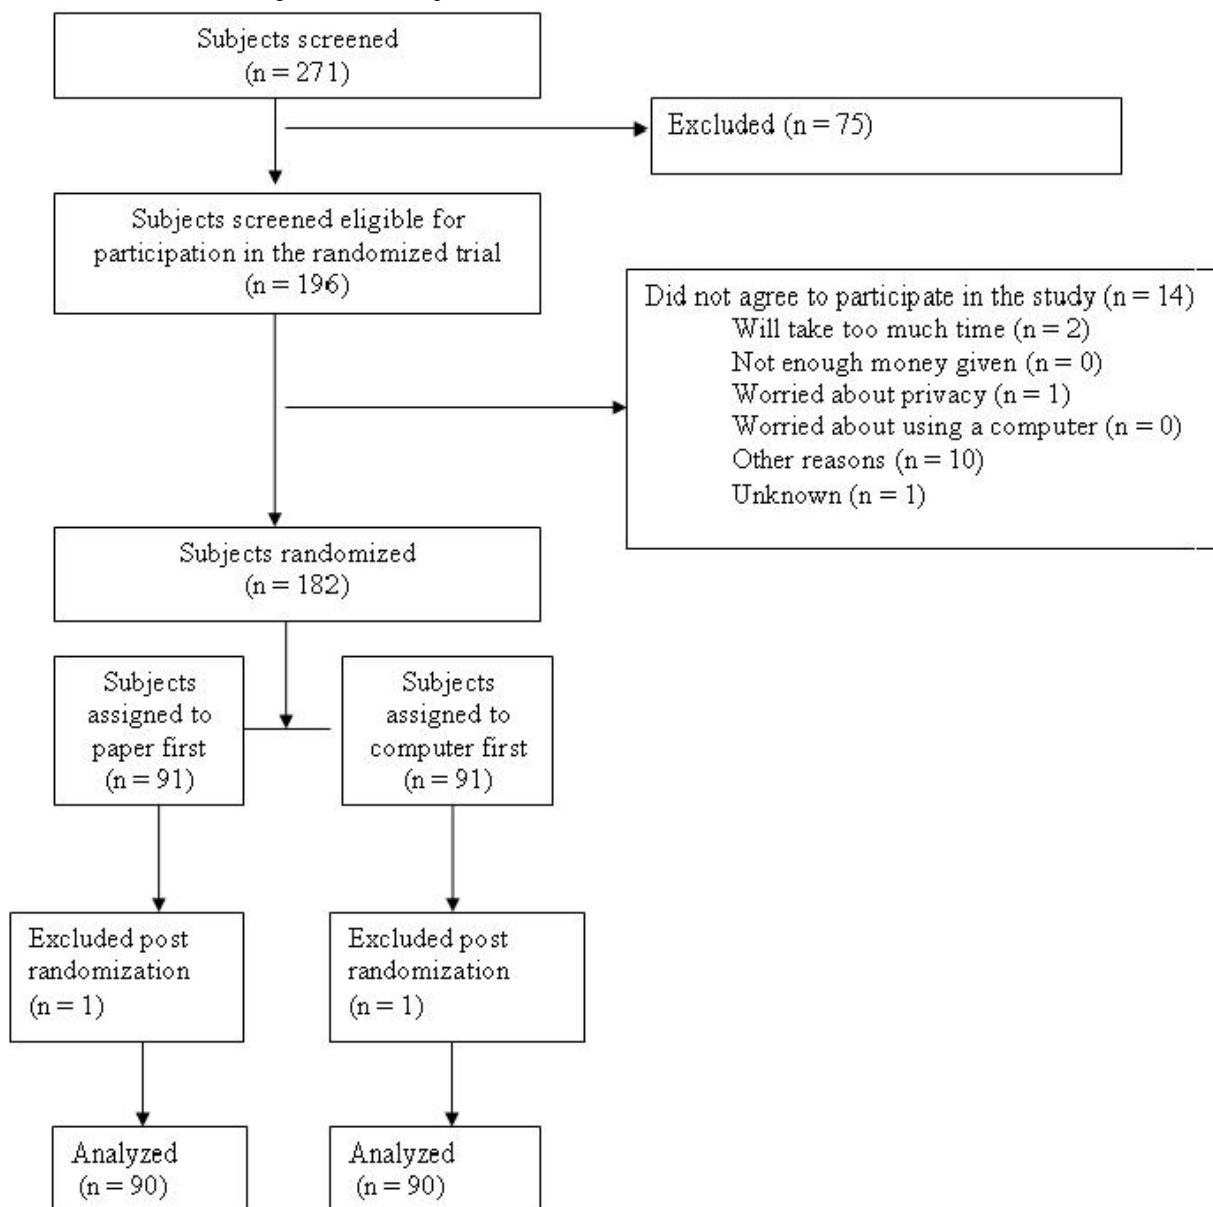 Subjects screened
(n = 271)
Excluded (n = 75)
Subjects screened eligible for
participation in the randomized trial
(n = 196)
Did not agree to participate in the study (n = 14)
Will take too much time (n = 2)
Not enough money given (n = 0)
Worried about privacy (n = 1)
Worried about using a computer (n = 0)
Other reasons (n = 10)
Unknown (n = 1)
Subjects randomized
(n = 182)
Subjects
assigned to
paper first
(n = 91)
Subjects
assigned to
computer first
(n = 91)
Excluded post
randomization
(n = 1)
Excluded post
randomization
(n = 1)
Analyzed
(n = 90)
Analyzed
(n = 90)